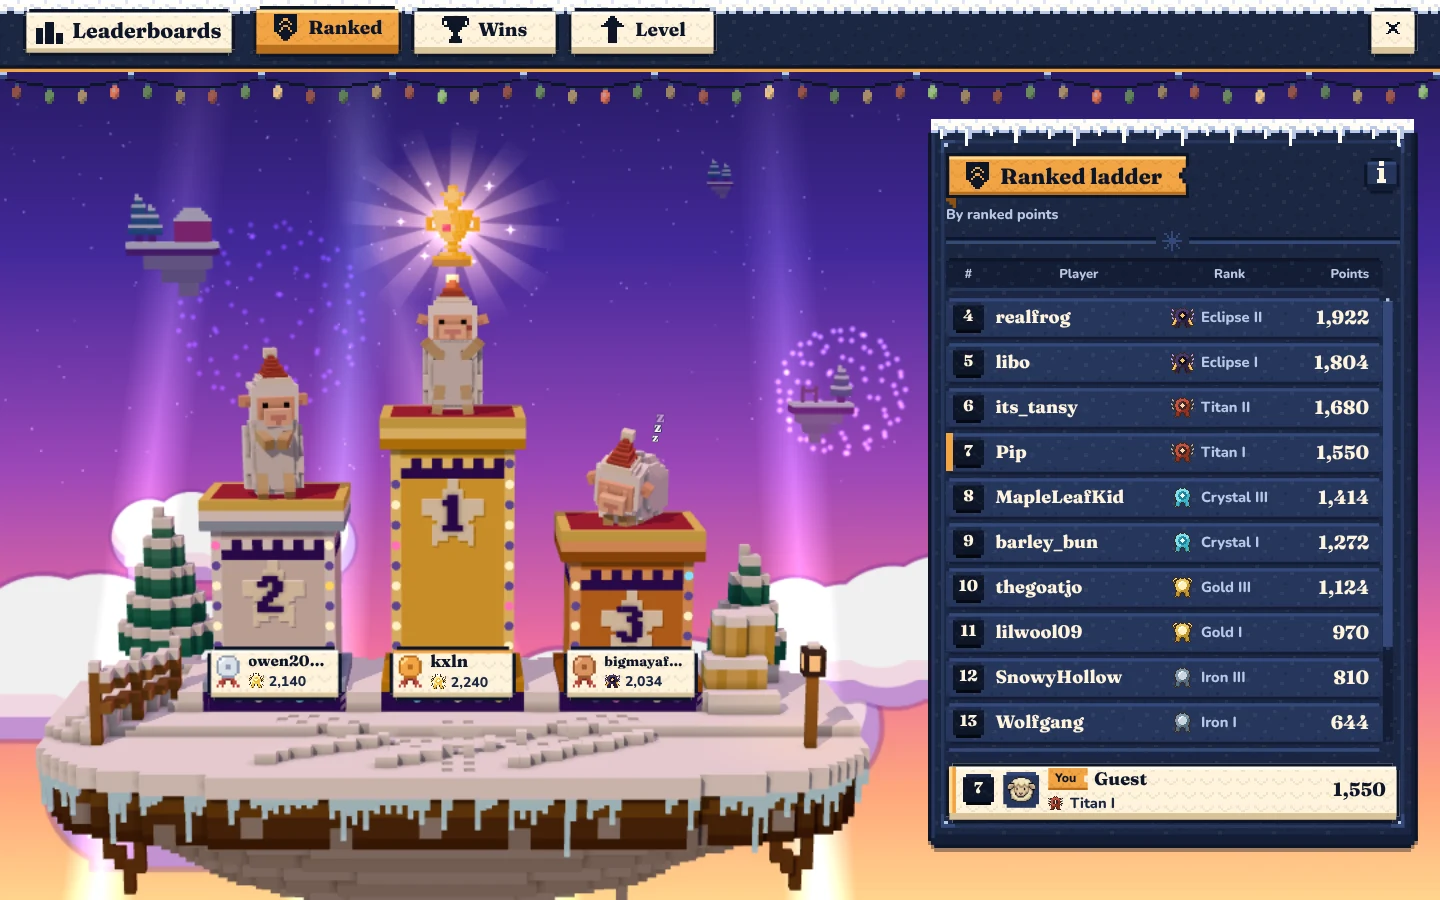 Leaderboards
Ranked
Wins
Level
×
Ranked ladder
i
By ranked points
# Player Rank Points
4 realfrog Eclipse II 1,922
5 libo Eclipse I 1,804
6 its_tansy Titan II 1,680
7 Pip Titan I 1,550
8 MapleLeafKid Crystal III 1,414
9 barley_bun Crystal I 1,272
10 thegoatjo Gold III 1,124
11 lilwool09 Gold I 970
12 SnowyHollow Iron III 810
13 Wolfgang Iron I 644
7 You Guest 1,550
Titan I
z
z
z
1
2
3
owen20...
2,140
kxln
2,240
bigmayaf...
2,034